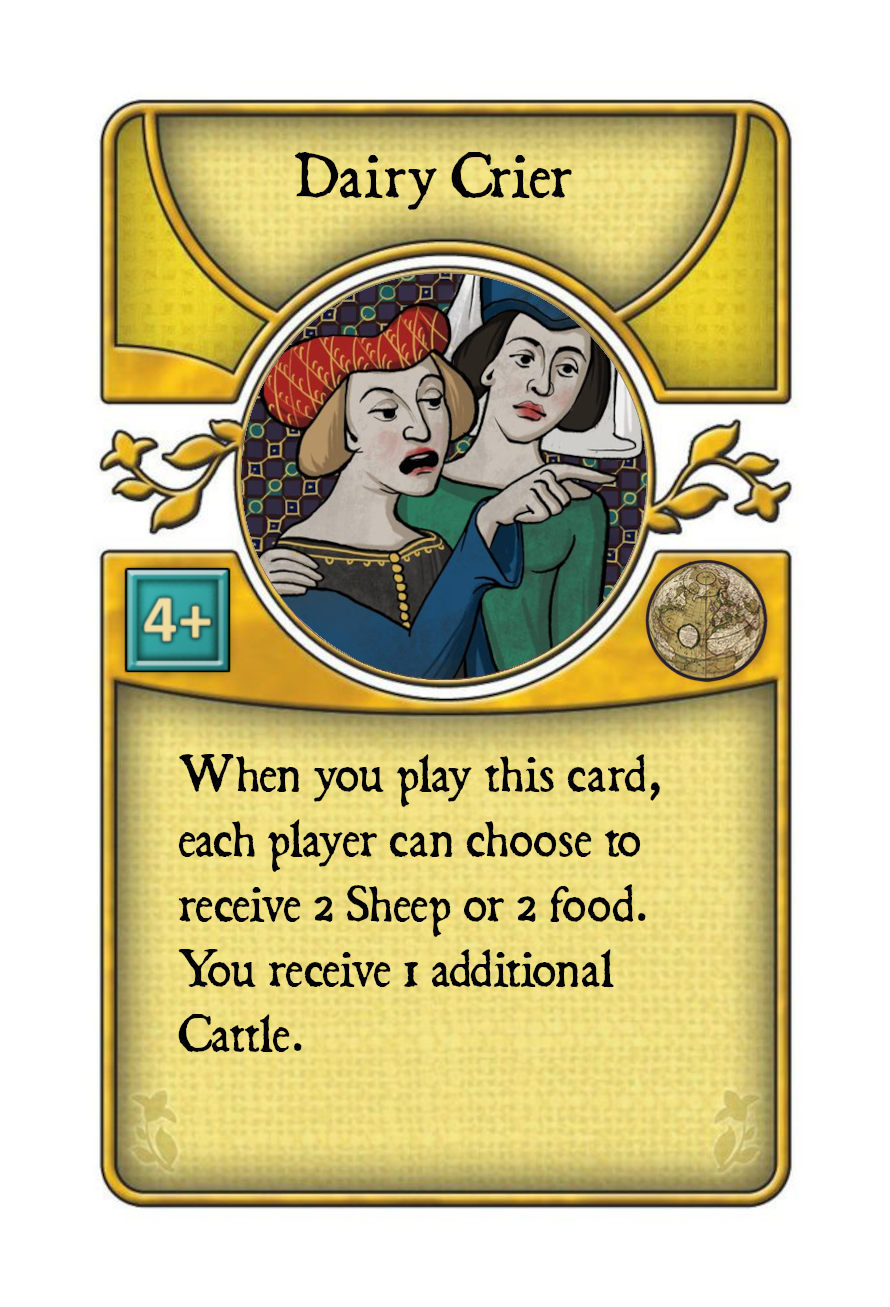 Dairy Crier
4+
When you play this card,
each player can choose to
receive 2 Sheep or 2 food.
You receive 1 additional
Cattle.